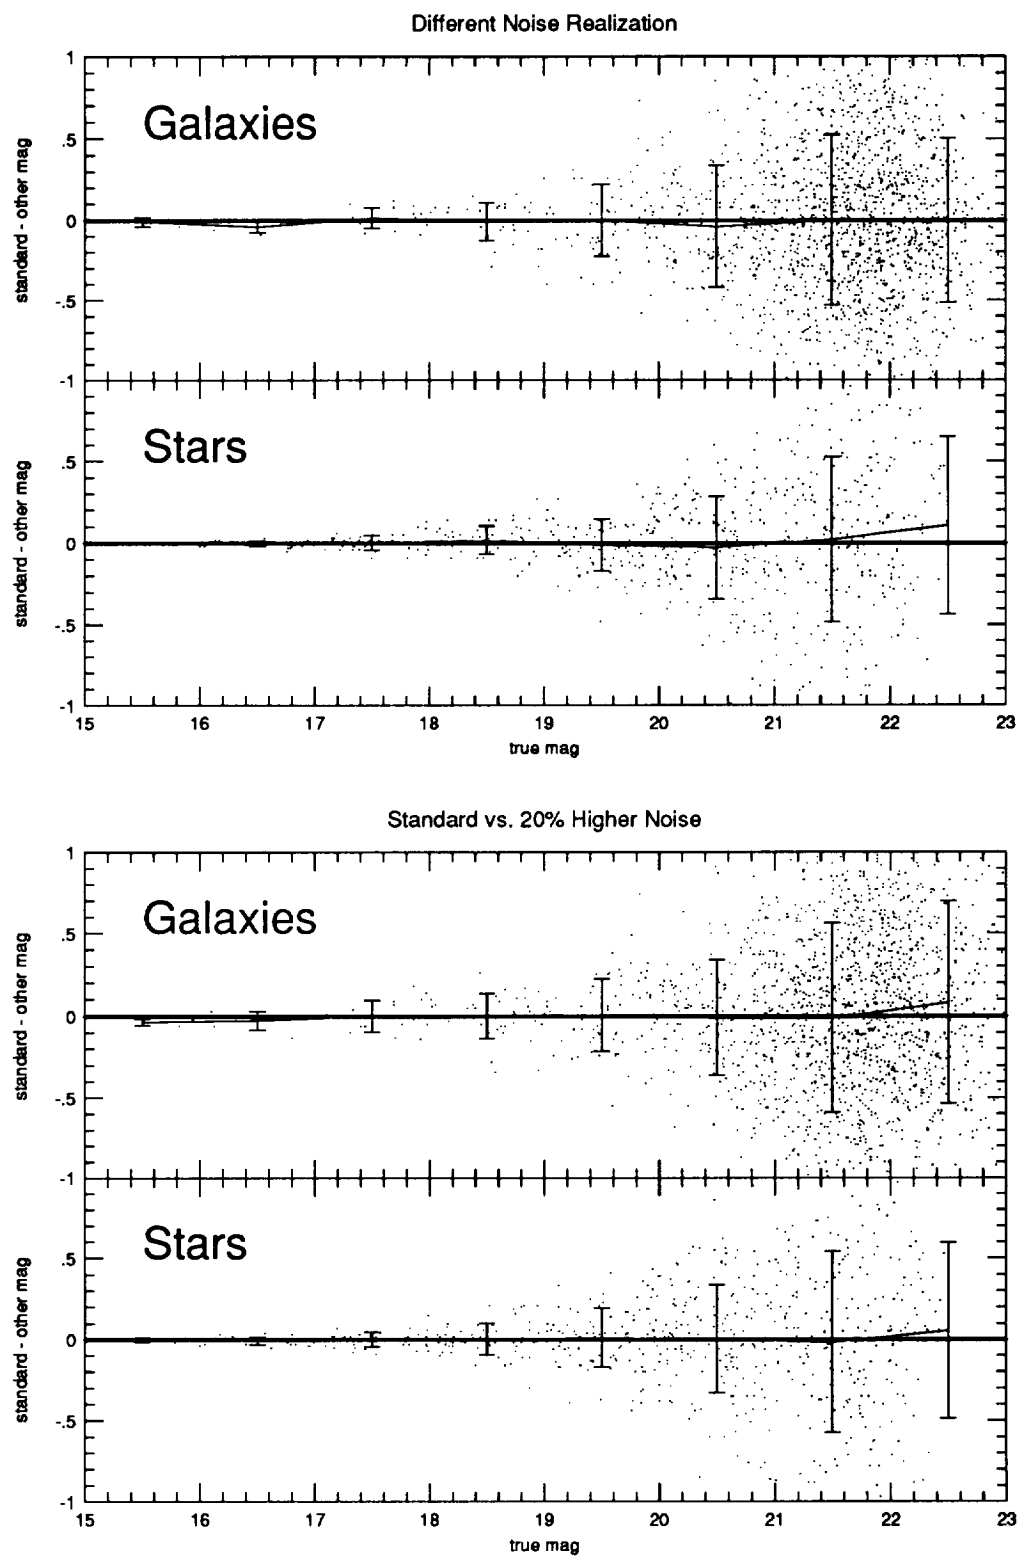 Different Noise Realization
1
Galaxies
.5
standard - other mag
0
-.5
-1
Stars
.5
standard - other mag
0
-.5
-1
15 16 17 18 19 20 21 22 23
true mag
Standard vs. 20% Higher Noise
1
Galaxies
.5
standard - other mag
0
-.5
-1
Stars
.5
standard - other mag
0
-.5
-1
15 16 17 18 19 20 21 22 23
true mag